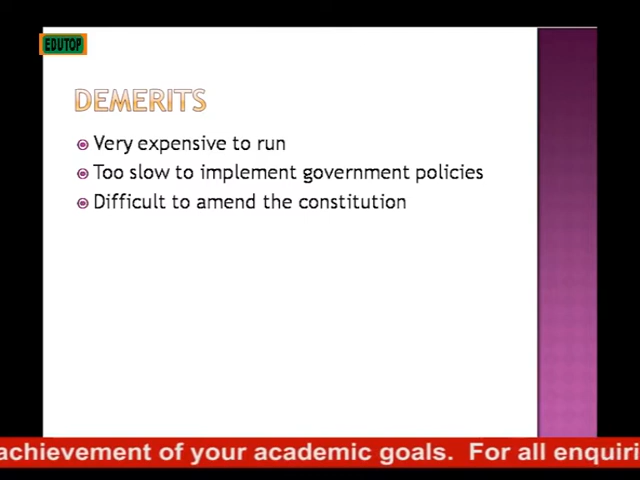 EDUTOP
DEMERITS
Very expensive to run
Too slow to implement government policies
Difficult to amend the constitution
achievement of your academic goals. For all enquiri